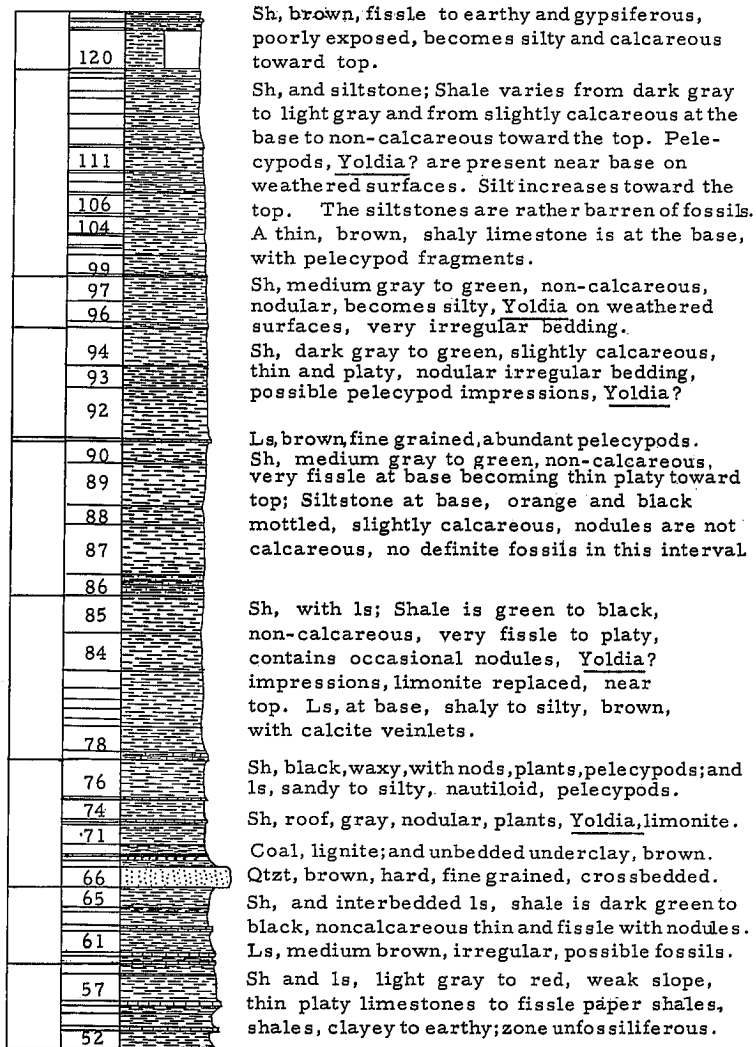 Sh, brown, fissle to earthy and gypsiferous,
poorly exposed, becomes silty and calcareous
120
toward top.
Sh, and siltstone; Shale varies from dark gray
to light gray and from slightly calcareous at the
base to non-calcareous toward the top. Pele-
111
cypods, Yoldia? are present near base on
weathered surfaces. Silt increases toward the
106
top. The siltstones are rather barren of fossils.
104
A thin, brown, shaly limestone is at the base,
99
with pelecypod fragments.
97
Sh, medium gray to green, non-calcareous,
nodular, becomes silty, Yoldia on weathered
96
surfaces, very irregular bedding.
94
Sh, dark gray to green, slightly calcareous,
93
thin and platy, nodular irregular bedding,
92
possible pelecypod impressions, Yoldia?
Ls, brown, fine grained, abundant pelecypods.
90
Sh, medium gray to green, non-calcareous,
89
very fissle at base becoming thin platy toward
top; Siltstone at base, orange and black
88
mottled, slightly calcareous, nodules are not
87
calcareous, no definite fossils in this interval
86
85
Sh, with ls; Shale is green to black,
non-calcareous, very fissle to platy,
84
contains occasional nodules, Yoldia?
impressions, limonite replaced, near
top. Ls, at base, shaly to silty, brown,
with calcite veinlets.
78
Sh, black, waxy, with nods, plants, pelecypods; and
76
ls, sandy to silty, nautiloid, pelecypods.
74
Sh, roof, gray, nodular, plants, Yoldia, limonite.
71
Coal, lignite; and unbedded underclay, brown.
66
Qtzt, brown, hard, fine grained, crossbedded.
65
Sh, and interbedded ls, shale is dark green to
black, noncalcareous thin and fissle with nodules.
61
Ls, medium brown, irregular, possible fossils.
Sh and ls, light gray to red, weak slope,
57
thin platy limestones to fissle paper shales,
shales, clayey to earthy; zone unfossiliferous.
52